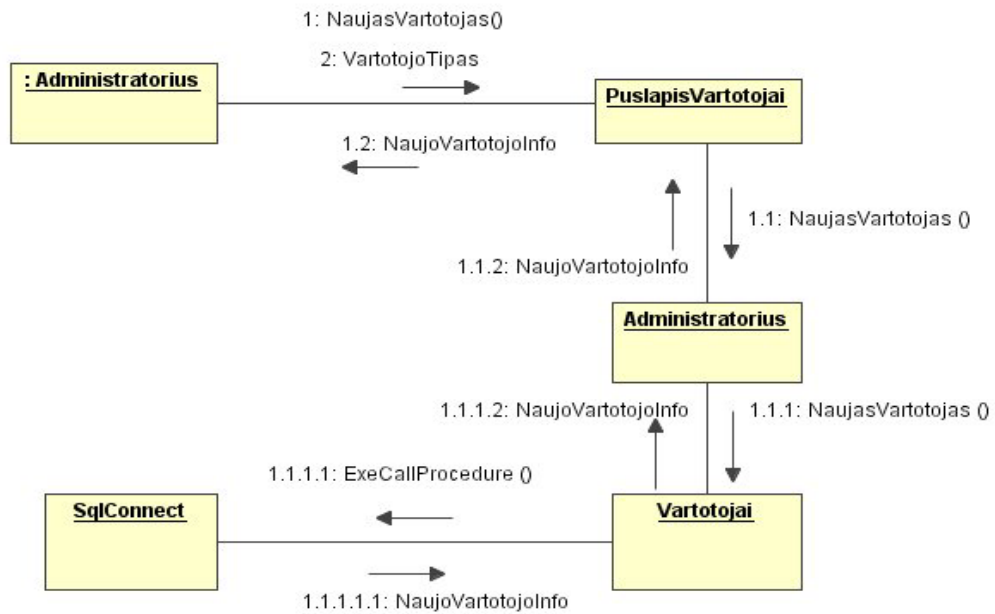 1: NaujasVartotojas()
2: VartotojoTipas
: Administratorius
PuslapisVartotojai
1.2: NaujoVartotojoInfo
1.1: NaujasVartotojas ()
1.1.2: NaujoVartotojoInfo
Administratorius
1.1.1.2: NaujoVartotojoInfo
1.1.1: NaujasVartotojas ()
1.1.1.1: ExeCallProcedure ()
SqlConnect
Vartotojai
1.1.1.1.1: NaujoVartotojoInfo